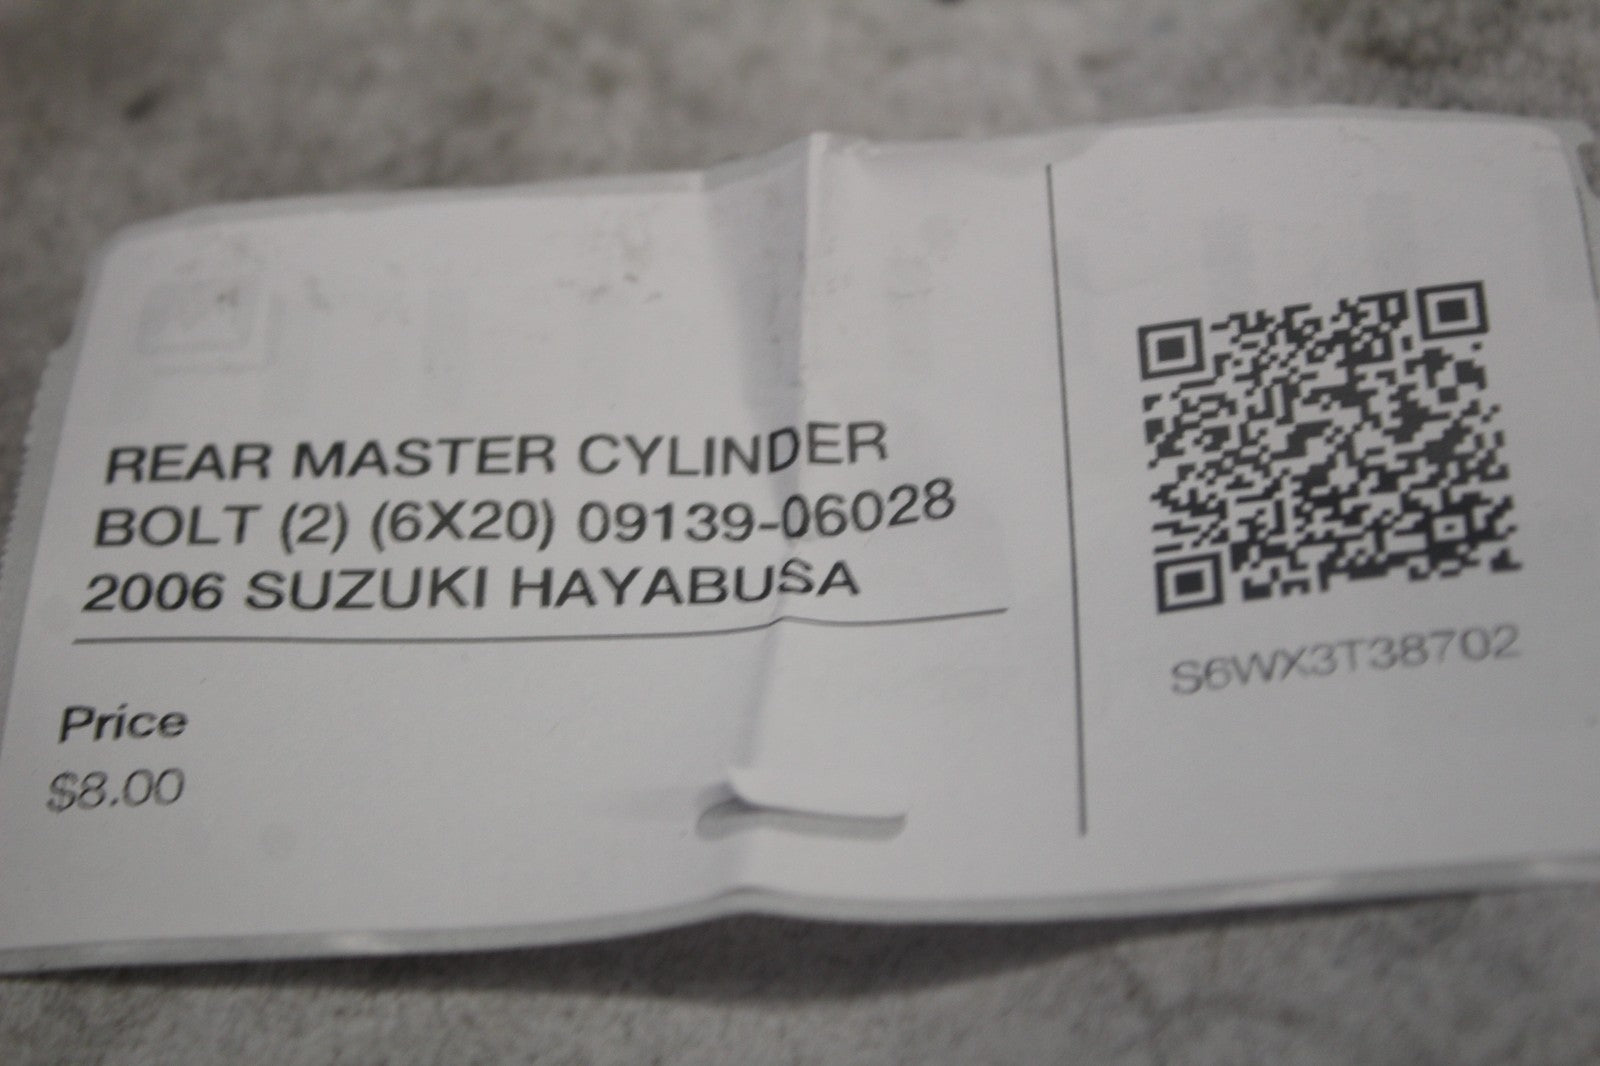 REAR MASTER CYLINDER
BOLT (2) (6X20) 09139-06028
2006 SUZUKI HAYABUSA
Price
$8.00
S6WX3T38702